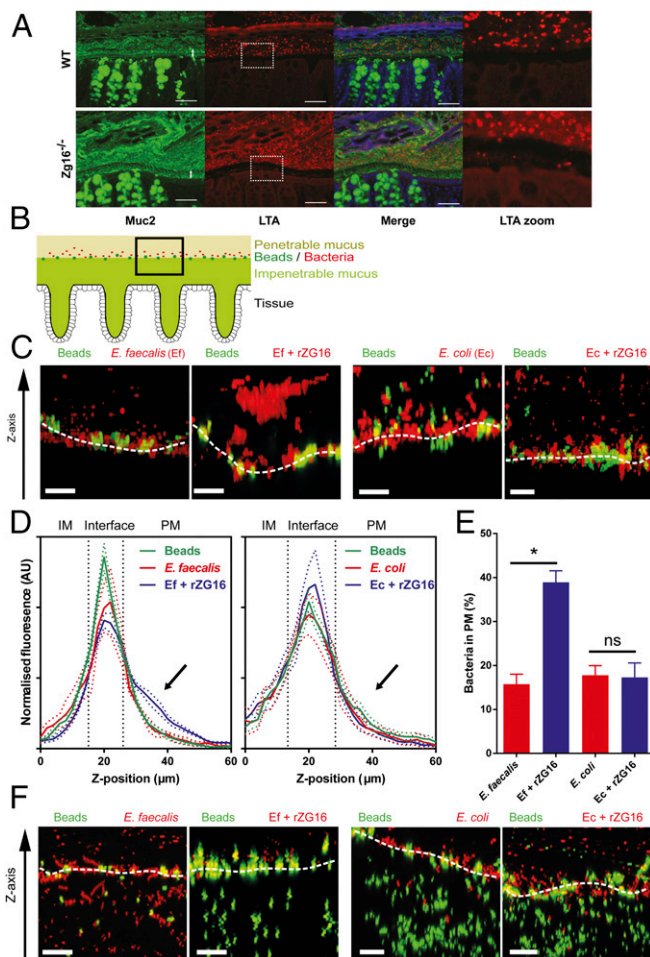 A
WT
Zg16-/-
Muc2 LTA Merge LTA zoom
B
Penetrable mucus
Beads / Bacteria
Impenetrable mucus
Tissue
C
Beads E. faecalis (Ef) Beads Ef + rZG16 Beads E. coli (Ec) Beads Ec + rZG16
Z-axis
D
IM Interface PM IM Interface PM
Beads
E. faecalis
Ef + rZG16
Beads
E. coli
Ec + rZG16
Normalised fluoresence (AU)
0 20 40 60
Z-position (µm)
0 20 40 60
Z-position (µm)
E
Bacteria in PM (%)
50
40
30
20
10
0
*
ns
E. faecalis
Ef + rZG16
E. coli
Ec + rZG16
F
Beads E. faecalis Beads Ef + rZG16 Beads E. coli Beads Ec + rZG16
Z-axis